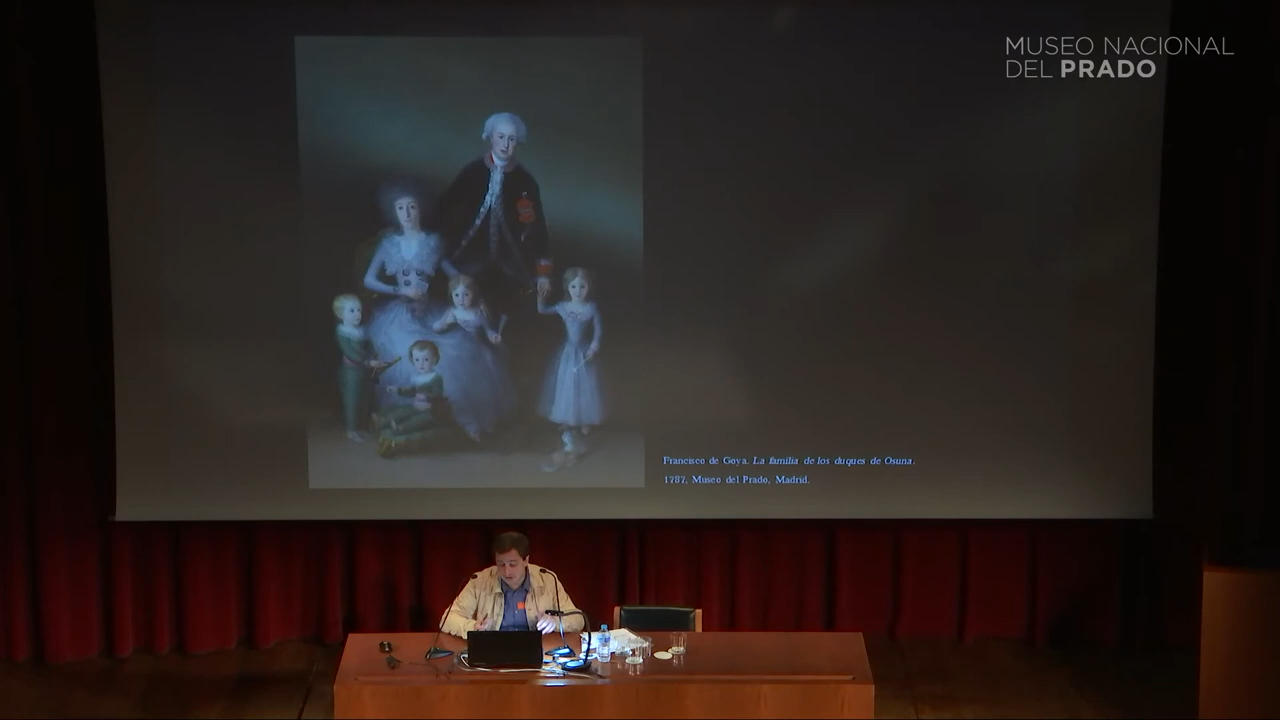 MUSEO NACIONAL
DEL PRADO
Francisco de Goya. La familia de los duques de Osuna.
1787, Museo del Prado, Madrid.